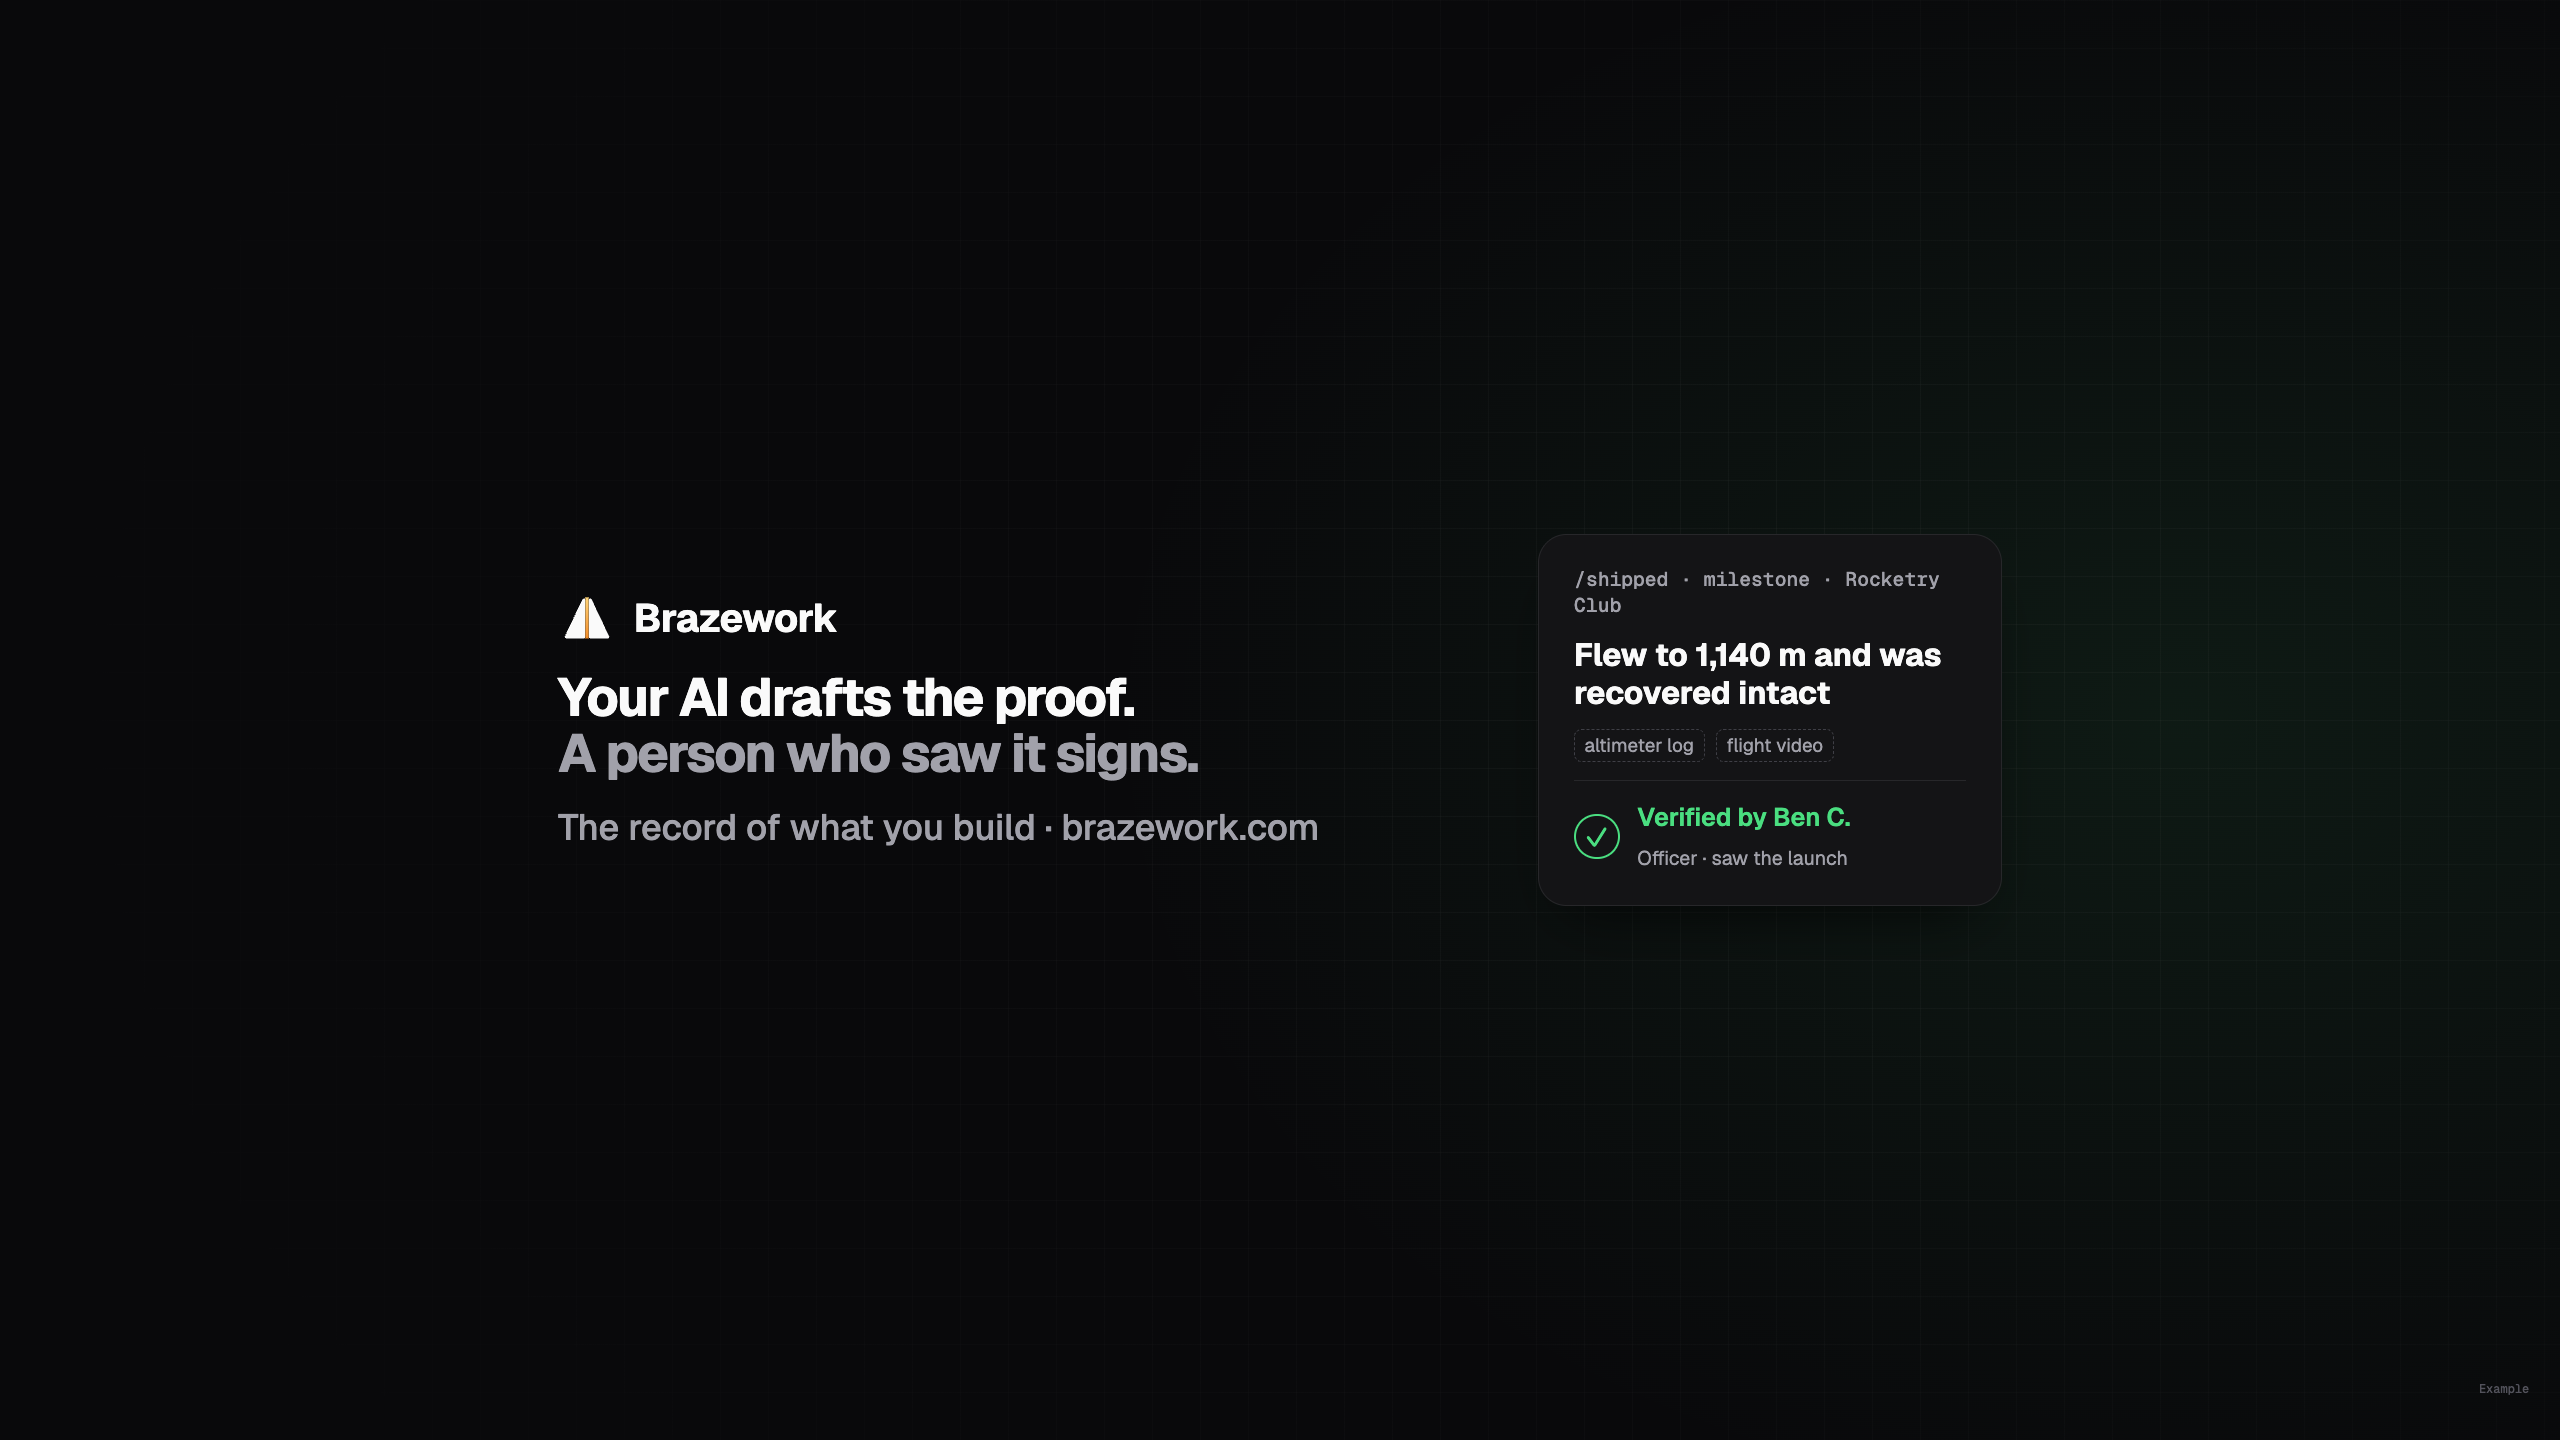 Brazework
Your AI drafts the proof.
A person who saw it signs.
The record of what you build · brazework.com
/shipped · milestone · Rocketry
Club
Flew to 1,140 m and was
recovered intact
altimeter log
flight video
Verified by Ben C.
Officer · saw the launch
Example